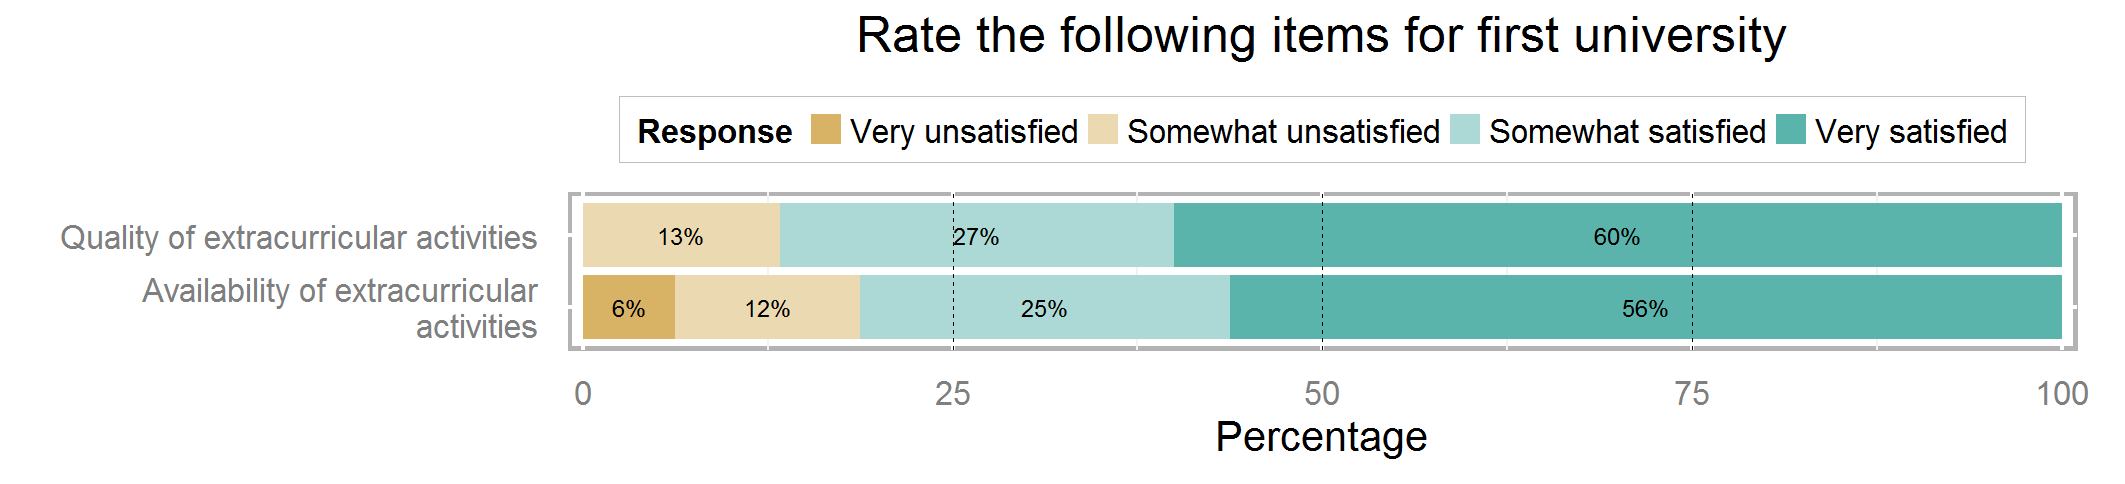 Rate the following items for first university
Response Very unsatisfied Somewhat unsatisfied Somewhat satisfied Very satisfied
Quality of extracurricular activities 13% 27% 60%
Availability of extracurricular
activities
6% 12% 25% 56%
0 25 50 75 100
Percentage